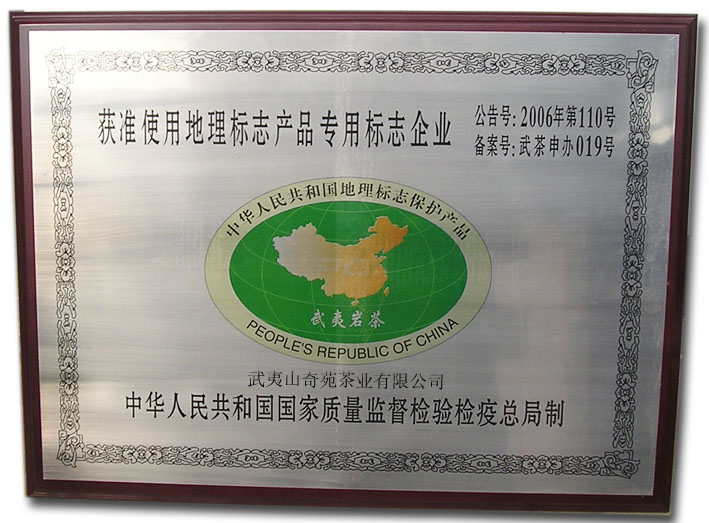 获准使用地理标志产品专用标志企业
公告号:2006年第110号
备案号:武茶申办019号
中华人民共和国地理标志保护产品
武夷岩茶
PEOPLE'S REPUBLIC OF CHINA
武夷山奇苑茶业有限公司
中华人民共和国国家质量监督检验检疫总局制